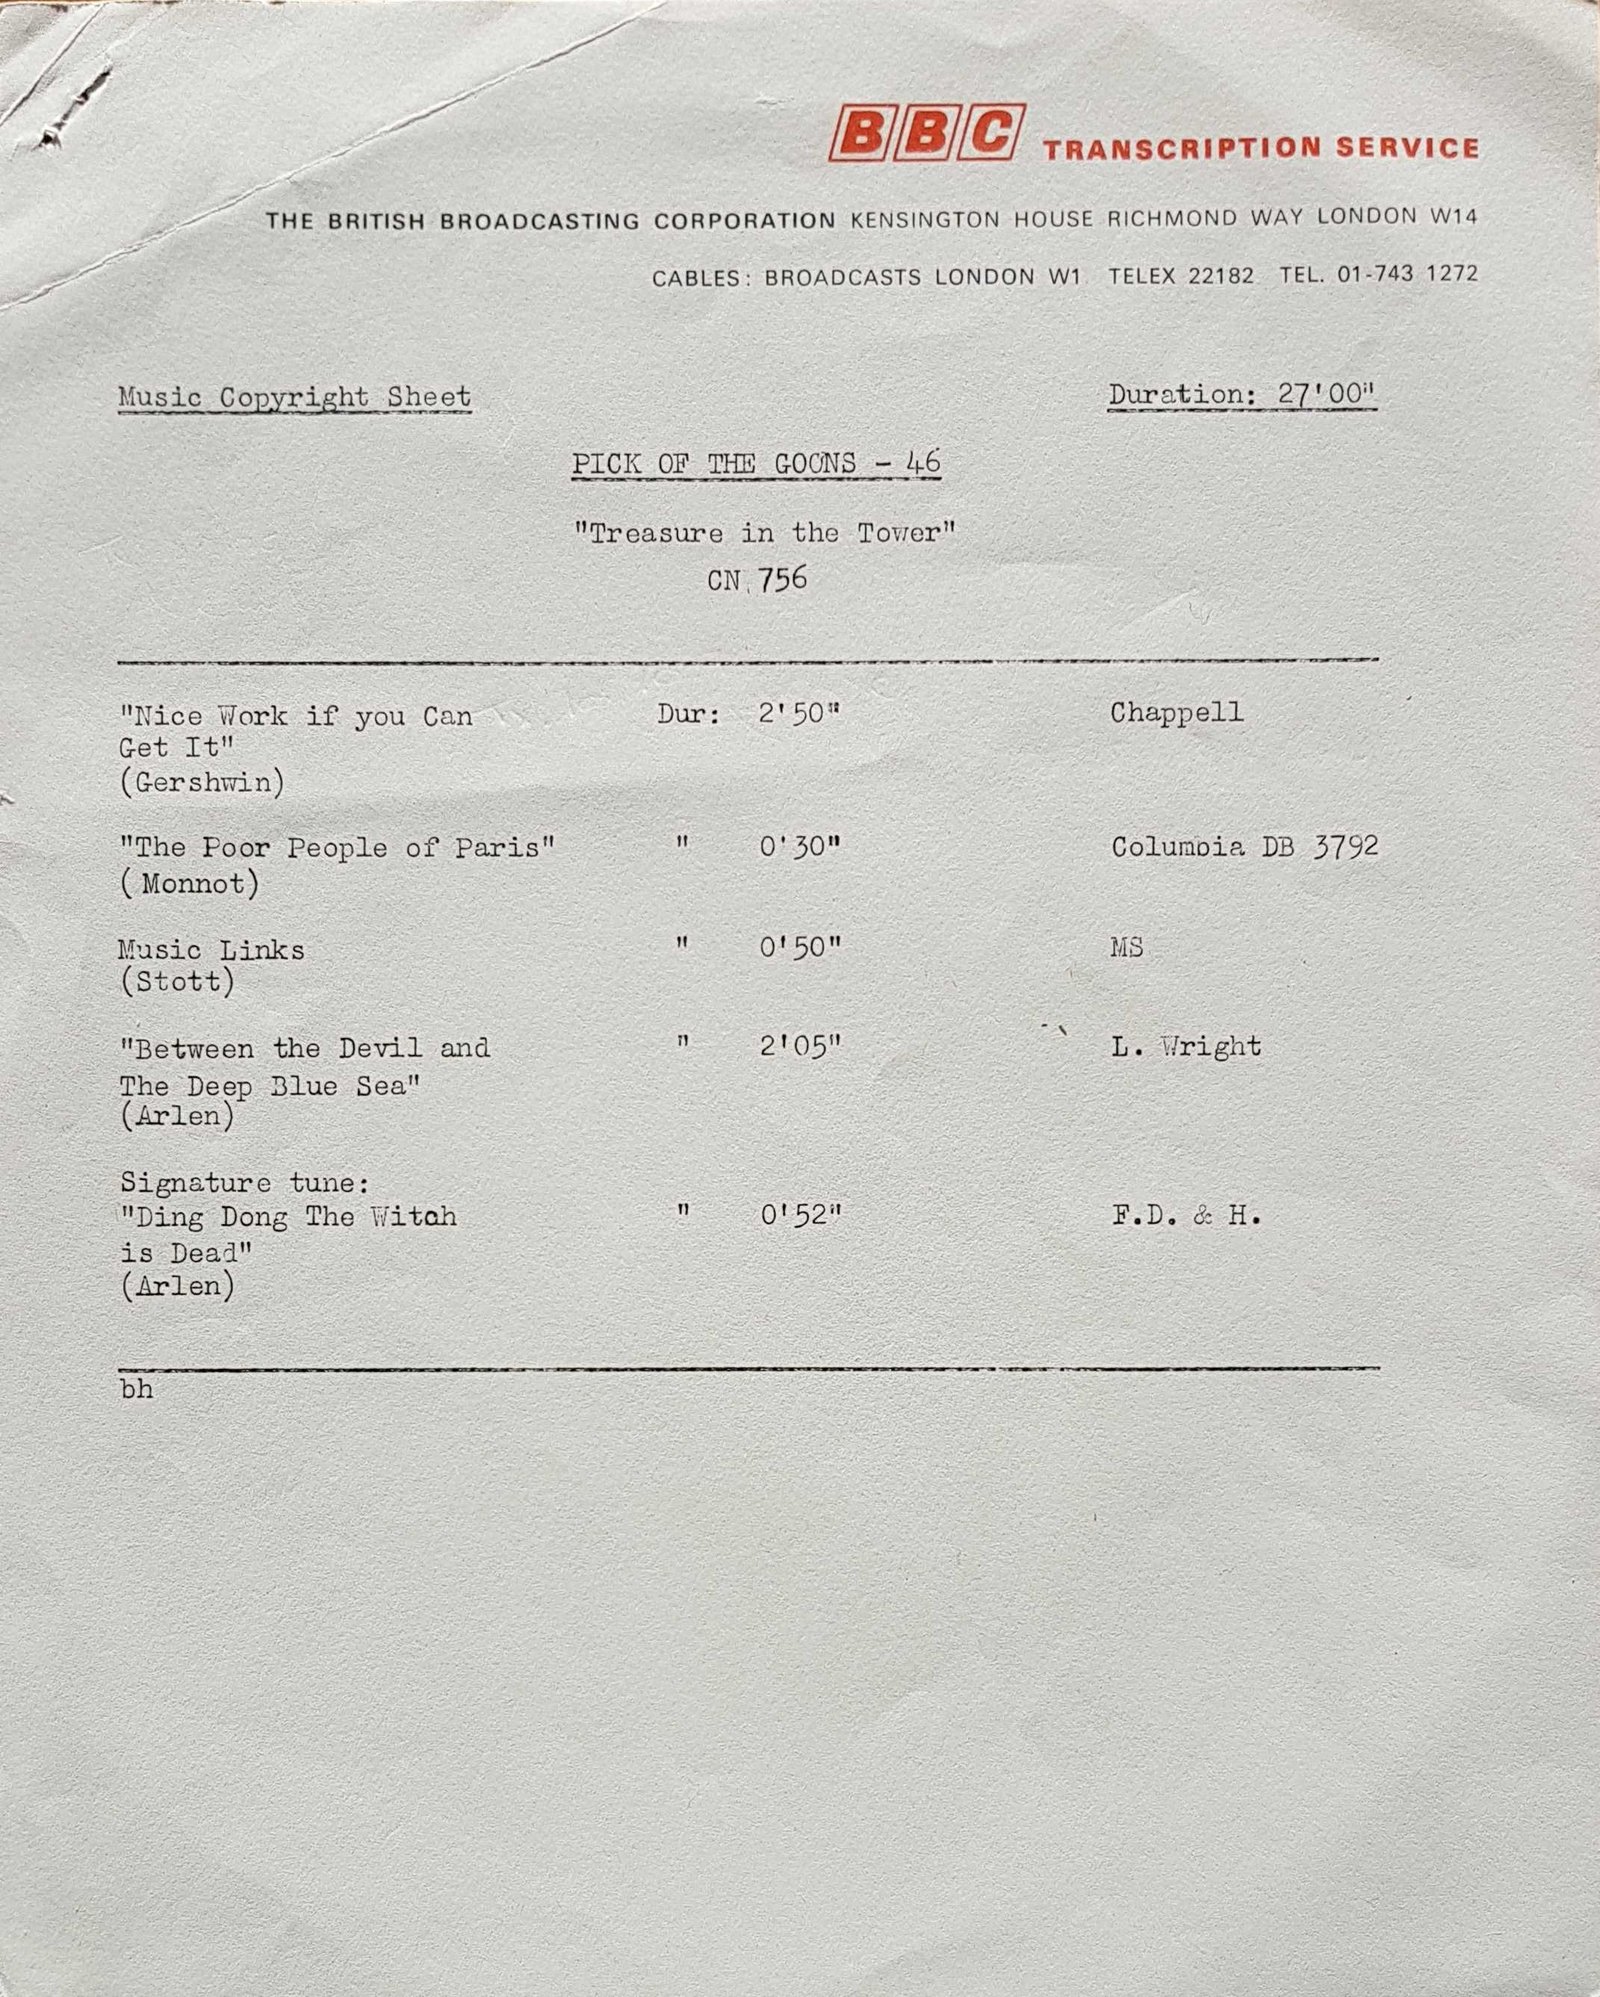 BBC TRANSCRIPTION SERVICE
THE BRITISH BROADCASTING CORPORATION KENSINGTON HOUSE RICHMOND WAY LONDON W14
CABLES: BROADCASTS LONDON W1 TELEX 22182 TEL. 01-743 1272
Music Copyright Sheet Duration: 27'00"
PICK OF THE GOONS - 46
"Treasure in the Tower"
CN 756
"Nice Work if you Can Dur: 2'50" Chappell
Get It"
(Gershwin)
"The Poor People of Paris" " 0'30" Columbia DB 3792
( Monnot)
Music Links " 0'50" MS
(Stott)
"Between the Devil and " 2'05" L. Wright
The Deep Blue Sea"
(Arlen)
Signature tune:
"Ding Dong The Witch " 0'52" F.D. & H.
is Dead"
(Arlen)
bh